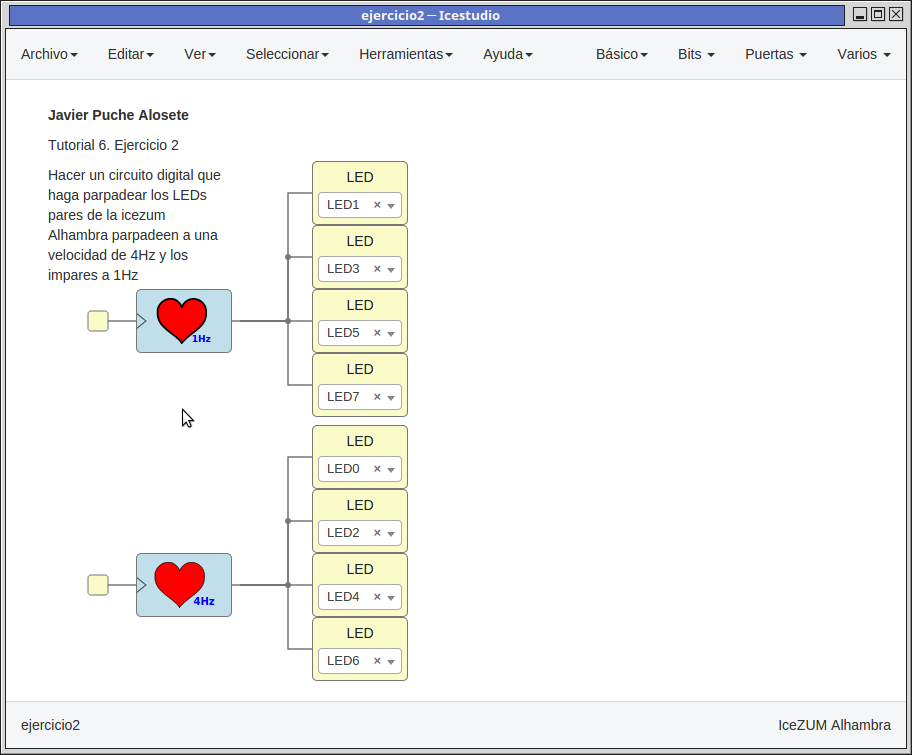 ejercicio2 — Icestudio
Archivo Editar Ver Seleccionar Herramientas Ayuda Básico Bits Puertas Varios
Javier Puche Alosete
Tutorial 6. Ejercicio 2
Hacer un circuito digital que
haga parpadear los LEDs
pares de la icezum
Alhambra parpadeen a una
velocidad de 4Hz y los
impares a 1Hz
1Hz
LED
LED1 ×
LED
LED3 ×
LED
LED5 ×
LED
LED7 ×
4Hz
LED
LED0 ×
LED
LED2 ×
LED
LED4 ×
LED
LED6 ×
ejercicio2
IceZUM Alhambra